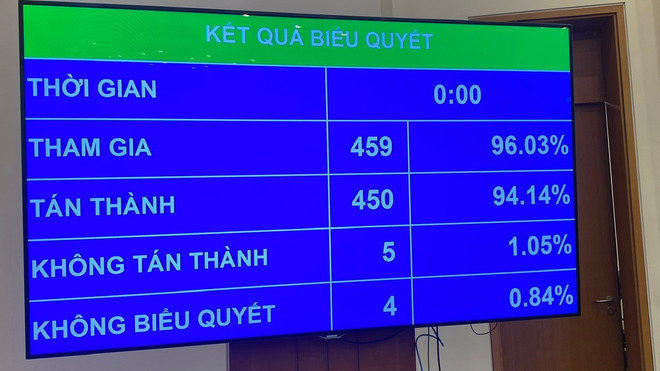 KẾT QUẢ BIỂU QUYẾT
THỜI GIAN 0:00
THAM GIA 459 96.03%
TÁN THÀNH 450 94.14%
KHÔNG TÁN THÀNH 5 1.05%
KHÔNG BIỂU QUYẾT 4 0.84%